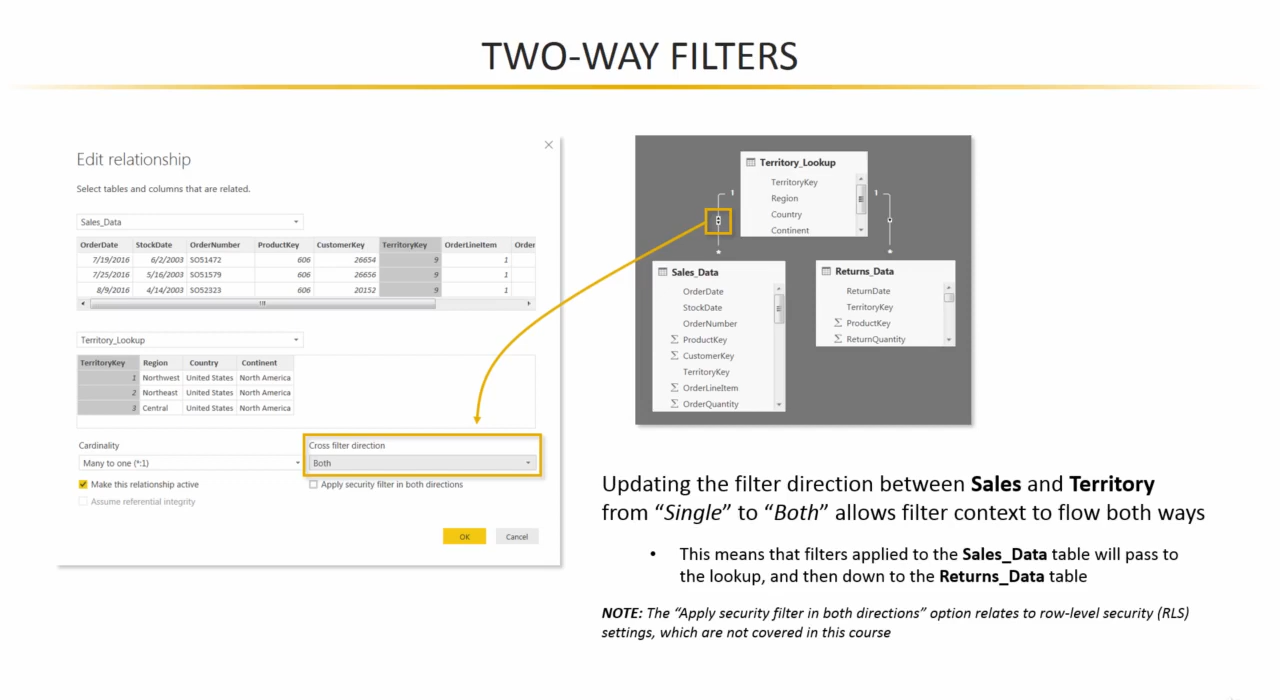 TWO-WAY FILTERS
Edit relationship
Select tables and columns that are related.
Sales_Data
OrderDate StockDate OrderNumber ProductKey CustomerKey TerritoryKey OrderLineItem Order
7/19/2016 6/2/2003 SO51472 606 26654 9 1
7/25/2016 5/16/2003 SO51579 606 26656 9 1
8/9/2016 4/14/2003 SO52323 606 20152 9 1
Territory_Lookup
TerritoryKey Region Country Continent
1 Northwest United States North America
2 Northeast United States North America
3 Central United States North America
Cardinality
Many to one (*:1)
Cross filter direction
Both
Make this relationship active
Apply security filter in both directions
Assume referential integrity
OK Cancel
Territory_Lookup
TerritoryKey
Region
Country
Continent
1 1
Sales_Data
OrderDate
StockDate
OrderNumber
Σ ProductKey
Σ CustomerKey
TerritoryKey
Σ OrderLineItem
Σ OrderQuantity
Returns_Data
ReturnDate
TerritoryKey
Σ ProductKey
Σ ReturnQuantity
Updating the filter direction between Sales and Territory
from “Single” to “Both” allows filter context to flow both ways
• This means that filters applied to the Sales_Data table will pass to
the lookup, and then down to the Returns_Data table
NOTE: The “Apply security filter in both directions” option relates to row-level security (RLS)
settings, which are not covered in this course